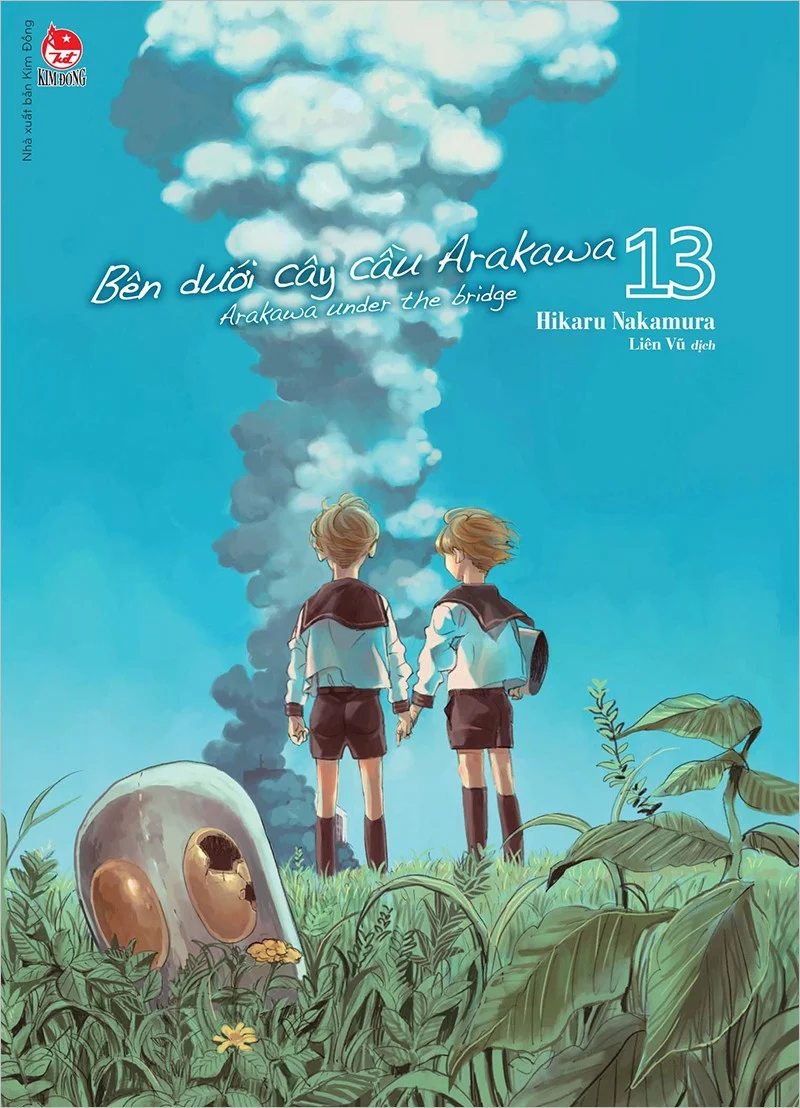 Nhà xuất bản Kim Đồng
KIM ĐỒNG
Bên dưới cây cầu Arakawa 13
Arakawa under the bridge
Hikaru Nakamura
Liên Vũ dịch